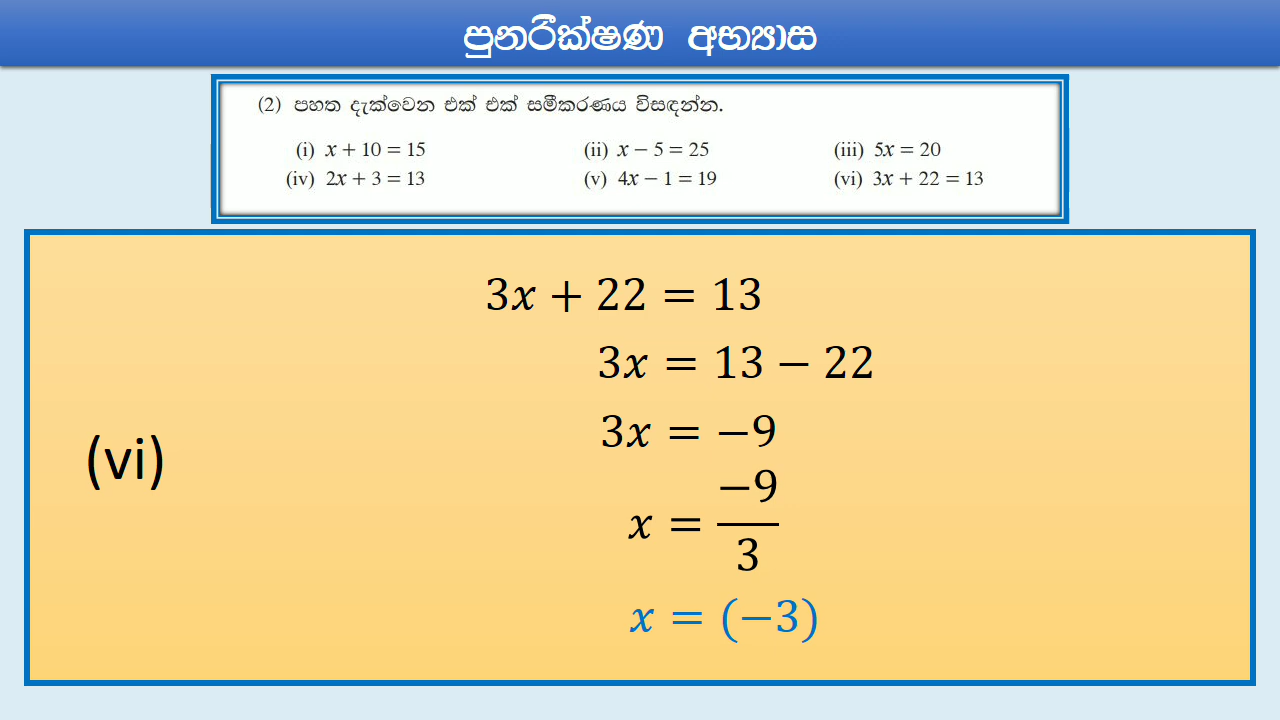 පුනරීක්ෂණ අභ්‍යාස
(2) පහත දැක්වෙන එක් එක් සමීකරණය විසඳන්න.
(i) x + 10 = 15 (ii) x − 5 = 25 (iii) 5x = 20
(iv) 2x + 3 = 13 (v) 4x − 1 = 19 (vi) 3x + 22 = 13
3x + 22 = 13
3x = 13 − 22
3x = −9
(vi)
x = −9/3
x = (−3)